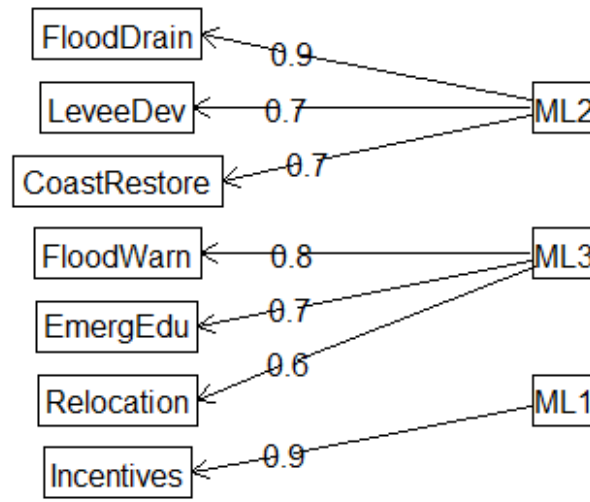 FloodDrain
0.9
ML2
LeveeDev
0.7
0.7
CoastRestore
FloodWarn
0.8
ML3
0.7
EmergEdu
0.6
Relocation
ML1
0.9
Incentives